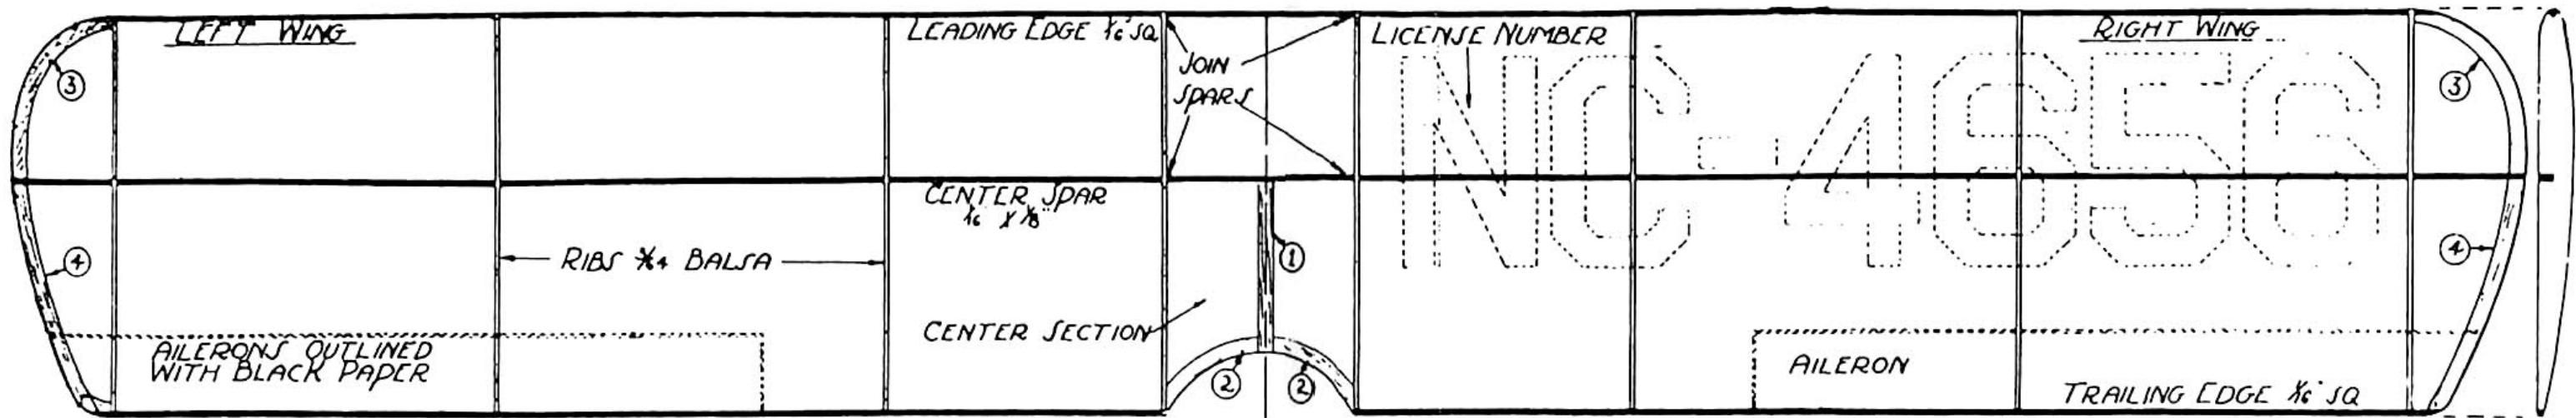 LEFT WING
LEADING EDGE 1/16" SQ
JOIN
SPARS
LICENSE NUMBER
RIGHT WING
3
3
NC-4656
CENTER SPAR
1/16 X 1/8"
4
RIBS 3/64 BALSA
1
4
CENTER SECTION
AILERONS OUTLINED
WITH BLACK PAPER
2
2
AILERON
TRAILING EDGE 1/16" SQ